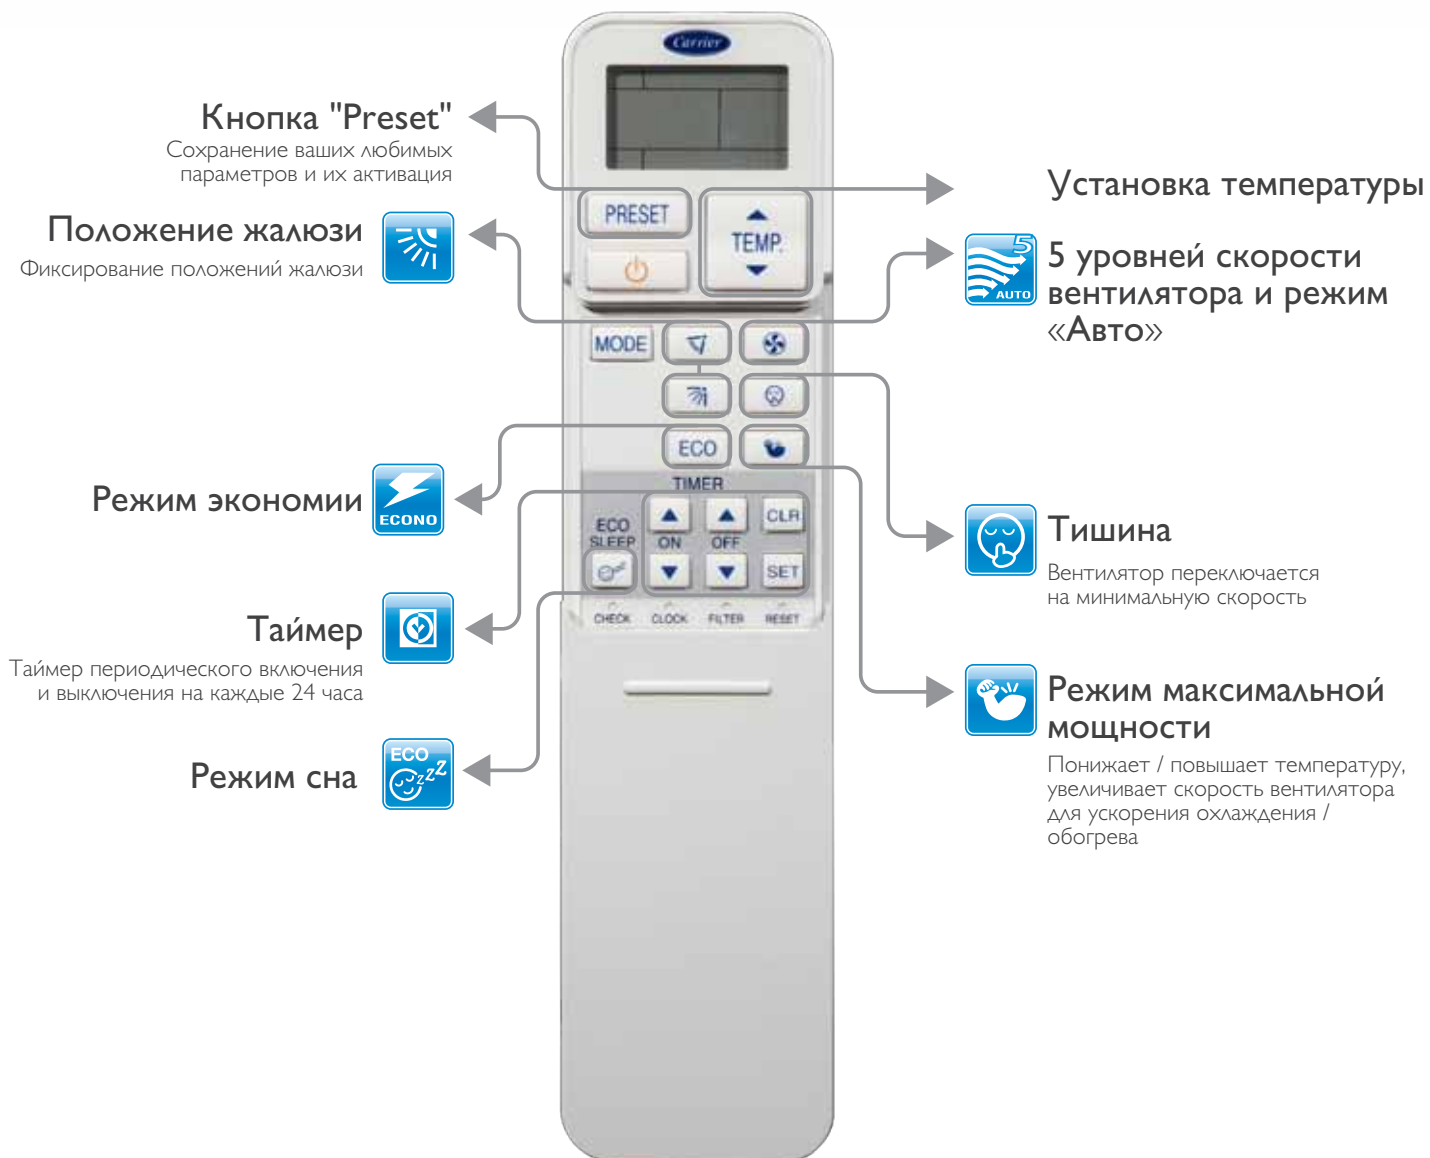 Carrier
Кнопка "Preset"
Сохранение ваших любимых
параметров и их активация
Положение жалюзи
Фиксирование положений жалюзи
Режим экономии
ECONO
Таймер
Таймер периодического включения
и выключения на каждые 24 часа
Режим сна
ECO
zzz
PRESET
TEMP.
MODE
ECO
TIMER
ECO
SLEEP
ON
OFF
CLR
SET
CHECK
CLOCK
FILTER
RESET
Установка температуры
5
AUTO
5 уровней скорости
вентилятора и режим
«Авто»
Тишина
Вентилятор переключается
на минимальную скорость
Режим максимальной
мощности
Понижает / повышает температуру,
увеличивает скорость вентилятора
для ускорения охлаждения /
обогрева